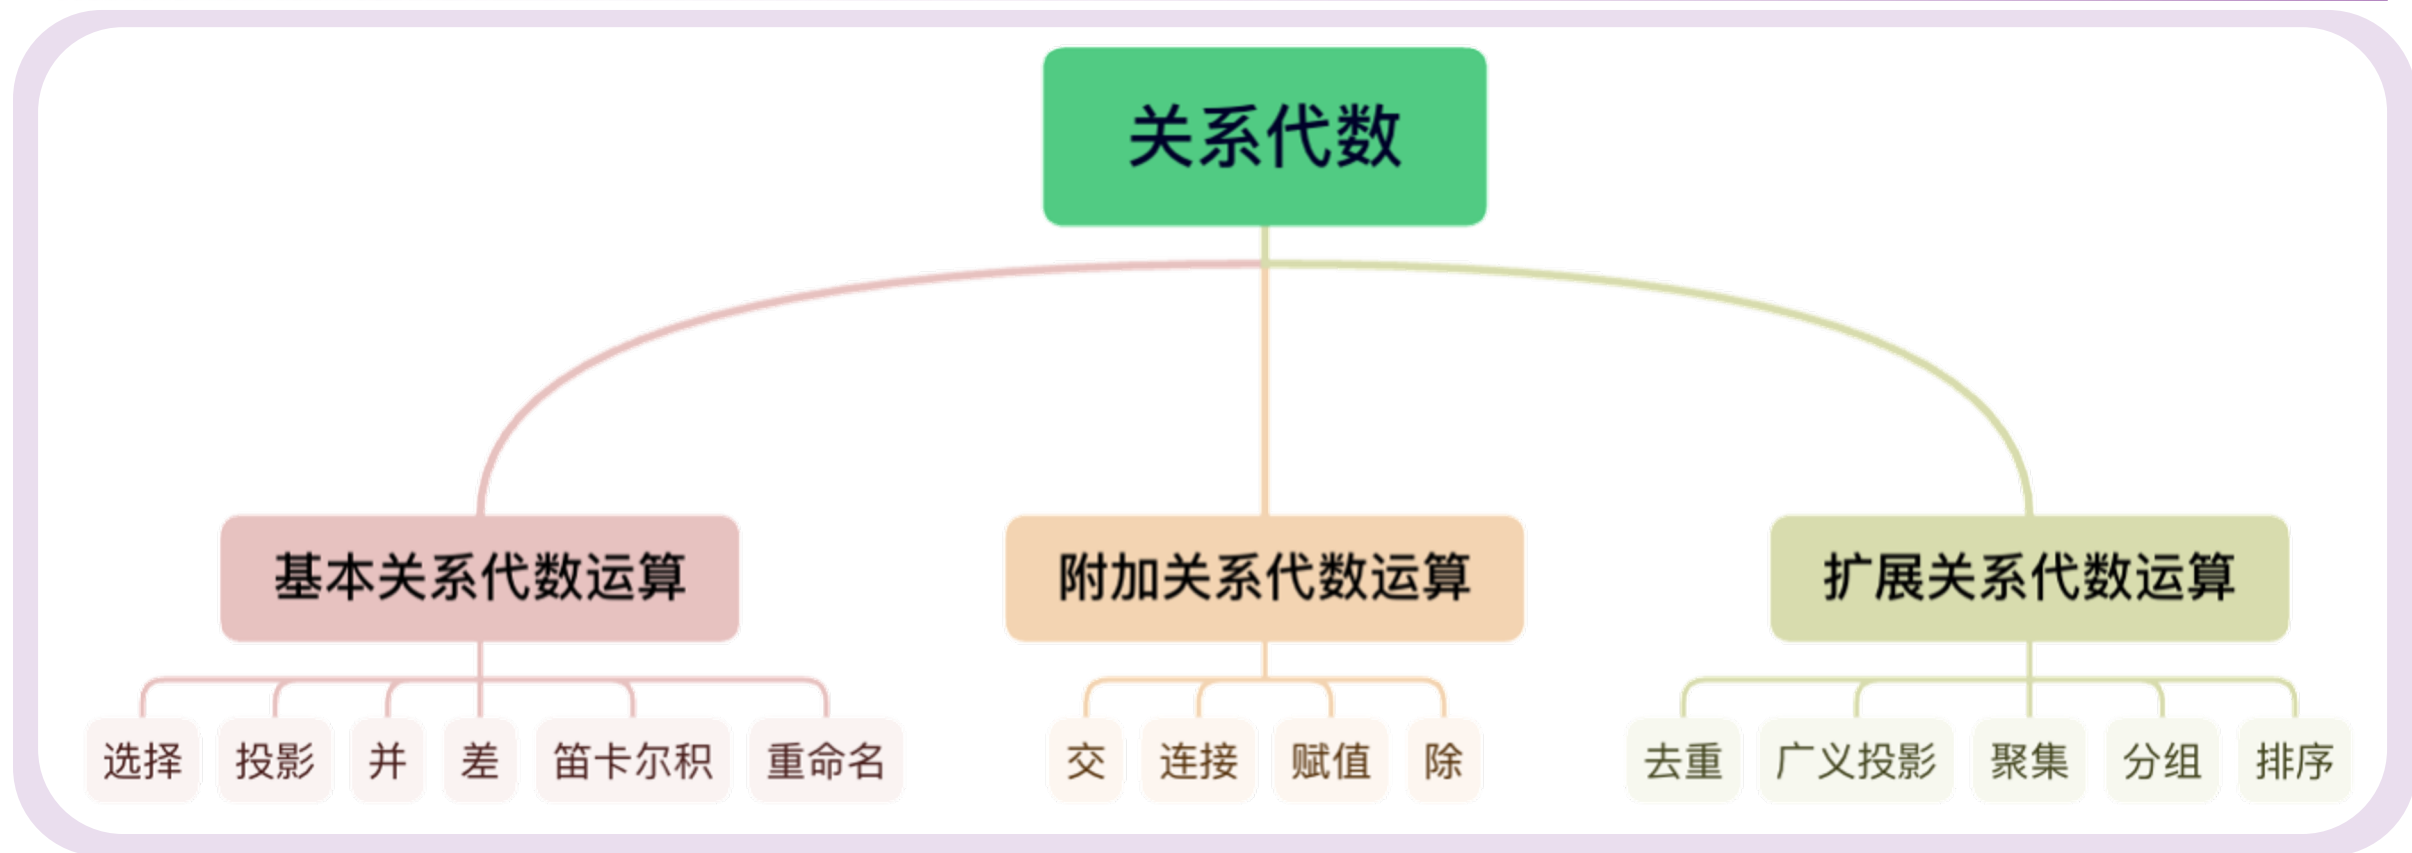 关系代数
基本关系代数运算
附加关系代数运算
扩展关系代数运算
选择
投影
并
差
笛卡尔积
重命名
交
连接
赋值
除
去重
广义投影
聚集
分组
排序